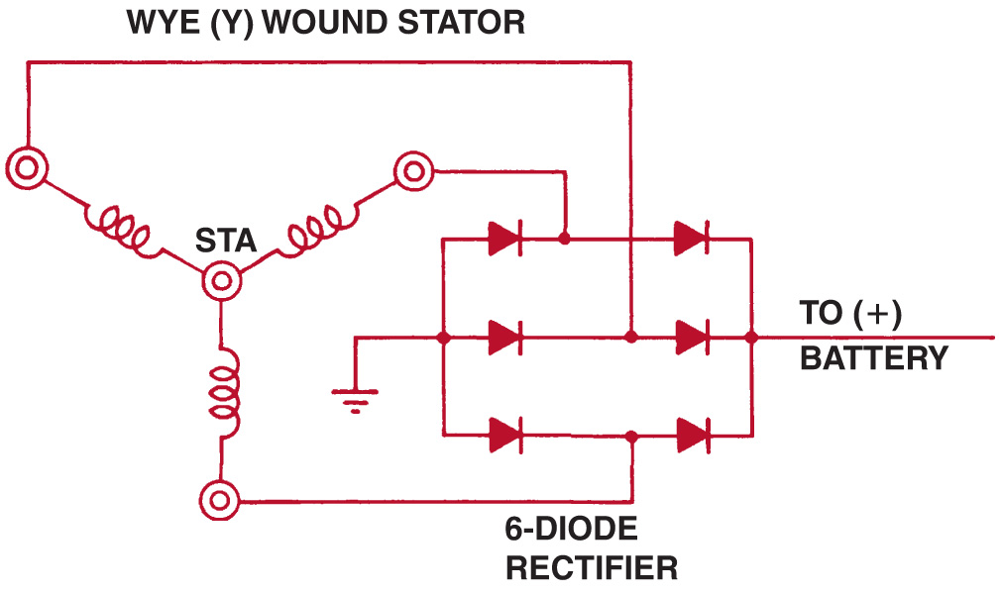 WYE (Y) WOUND STATOR
STA
TO (+)
BATTERY
6-DIODE
RECTIFIER